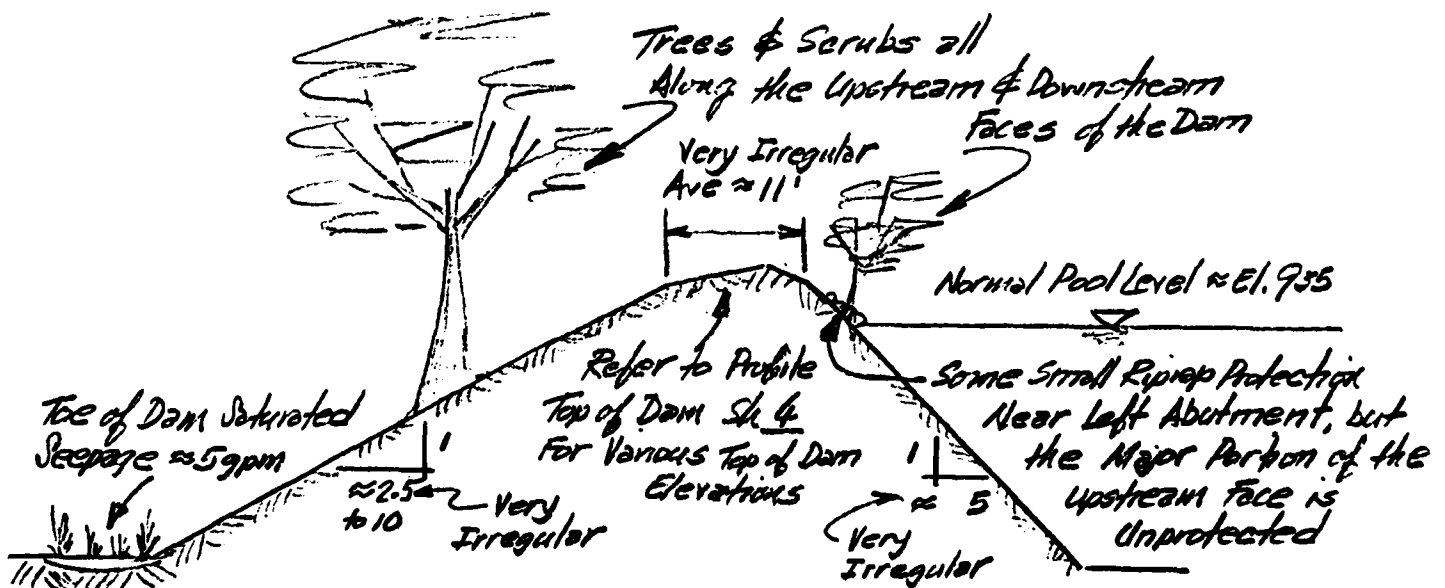 Trees & Scrubs all
Along the Upstream & Downstream
Faces of the Dam
Very Irregular
Ave ≈ 11'
Normal Pool Level ≈ El. 935
Refer to Profile
Top of Dam Sh 4
For Various Top of Dam
Elevations
Some Small Riprap Protection
Near Left Abutment, but
the Major Portion of the
Upstream Face is
Unprotected
Toe of Dam Saturated
Seepage ≈ 5gpm
1
≈2.5
to 10
Very
Irregular
1
≈ 5
Very
Irregular